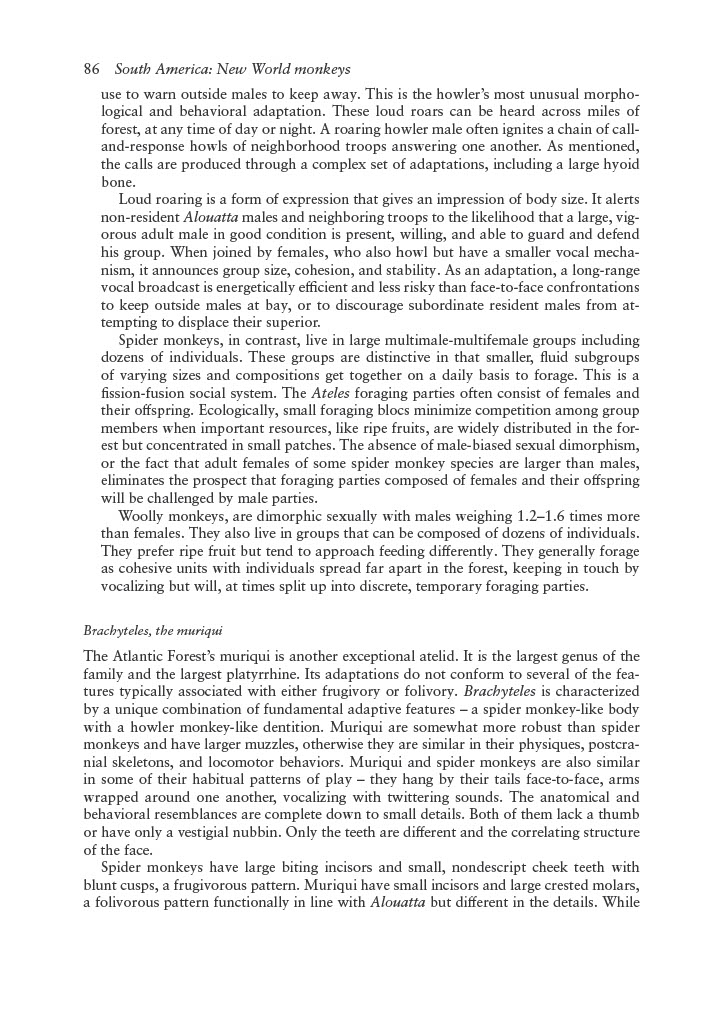 86 South America: New World monkeys
use to warn outside males to keep away. This is the howler's most unusual morpho-
logical and behavioral adaptation. These loud roars can be heard across miles of
forest, at any time of day or night. A roaring howler male often ignites a chain of call-
and-response howls of neighborhood troops answering one another. As mentioned,
the calls are produced through a complex set of adaptations, including a large hyoid
bone.
Loud roaring is a form of expression that gives an impression of body size. It alerts
non-resident Alouatta males and neighboring troops to the likelihood that a large, vig-
orous adult male in good condition is present, willing, and able to guard and defend
his group. When joined by females, who also howl but have a smaller vocal mecha-
nism, it announces group size, cohesion, and stability. As an adaptation, a long-range
vocal broadcast is energetically efficient and less risky than face-to-face confrontations
to keep outside males at bay, or to discourage subordinate resident males from at-
tempting to displace their superior.
Spider monkeys, in contrast, live in large multimale-multifemale groups including
dozens of individuals. These groups are distinctive in that smaller, fluid subgroups
of varying sizes and compositions get together on a daily basis to forage. This is a
fission-fusion social system. The Ateles foraging parties often consist of females and
their offspring. Ecologically, small foraging blocs minimize competition among group
members when important resources, like ripe fruits, are widely distributed in the for-
est but concentrated in small patches. The absence of male-biased sexual dimorphism,
or the fact that adult females of some spider monkey species are larger than males,
eliminates the prospect that foraging parties composed of females and their offspring
will be challenged by male parties.
Woolly monkeys, are dimorphic sexually with males weighing 1.2–1.6 times more
than females. They also live in groups that can be composed of dozens of individuals.
They prefer ripe fruit but tend to approach feeding differently. They generally forage
as cohesive units with individuals spread far apart in the forest, keeping in touch by
vocalizing but will, at times split up into discrete, temporary foraging parties.
Brachyteles, the muriqui
The Atlantic Forest's muriqui is another exceptional atelid. It is the largest genus of the
family and the largest platyrrhine. Its adaptations do not conform to several of the fea-
tures typically associated with either frugivory or folivory. Brachyteles is characterized
by a unique combination of fundamental adaptive features – a spider monkey-like body
with a howler monkey-like dentition. Muriqui are somewhat more robust than spider
monkeys and have larger muzzles, otherwise they are similar in their physiques, postcra-
nial skeletons, and locomotor behaviors. Muriqui and spider monkeys are also similar
in some of their habitual patterns of play – they hang by their tails face-to-face, arms
wrapped around one another, vocalizing with twittering sounds. The anatomical and
behavioral resemblances are complete down to small details. Both of them lack a thumb
or have only a vestigial nubbin. Only the teeth are different and the correlating structure
of the face.
Spider monkeys have large biting incisors and small, nondescript cheek teeth with
blunt cusps, a frugivorous pattern. Muriqui have small incisors and large crested molars,
a folivorous pattern functionally in line with Alouatta but different in the details. While